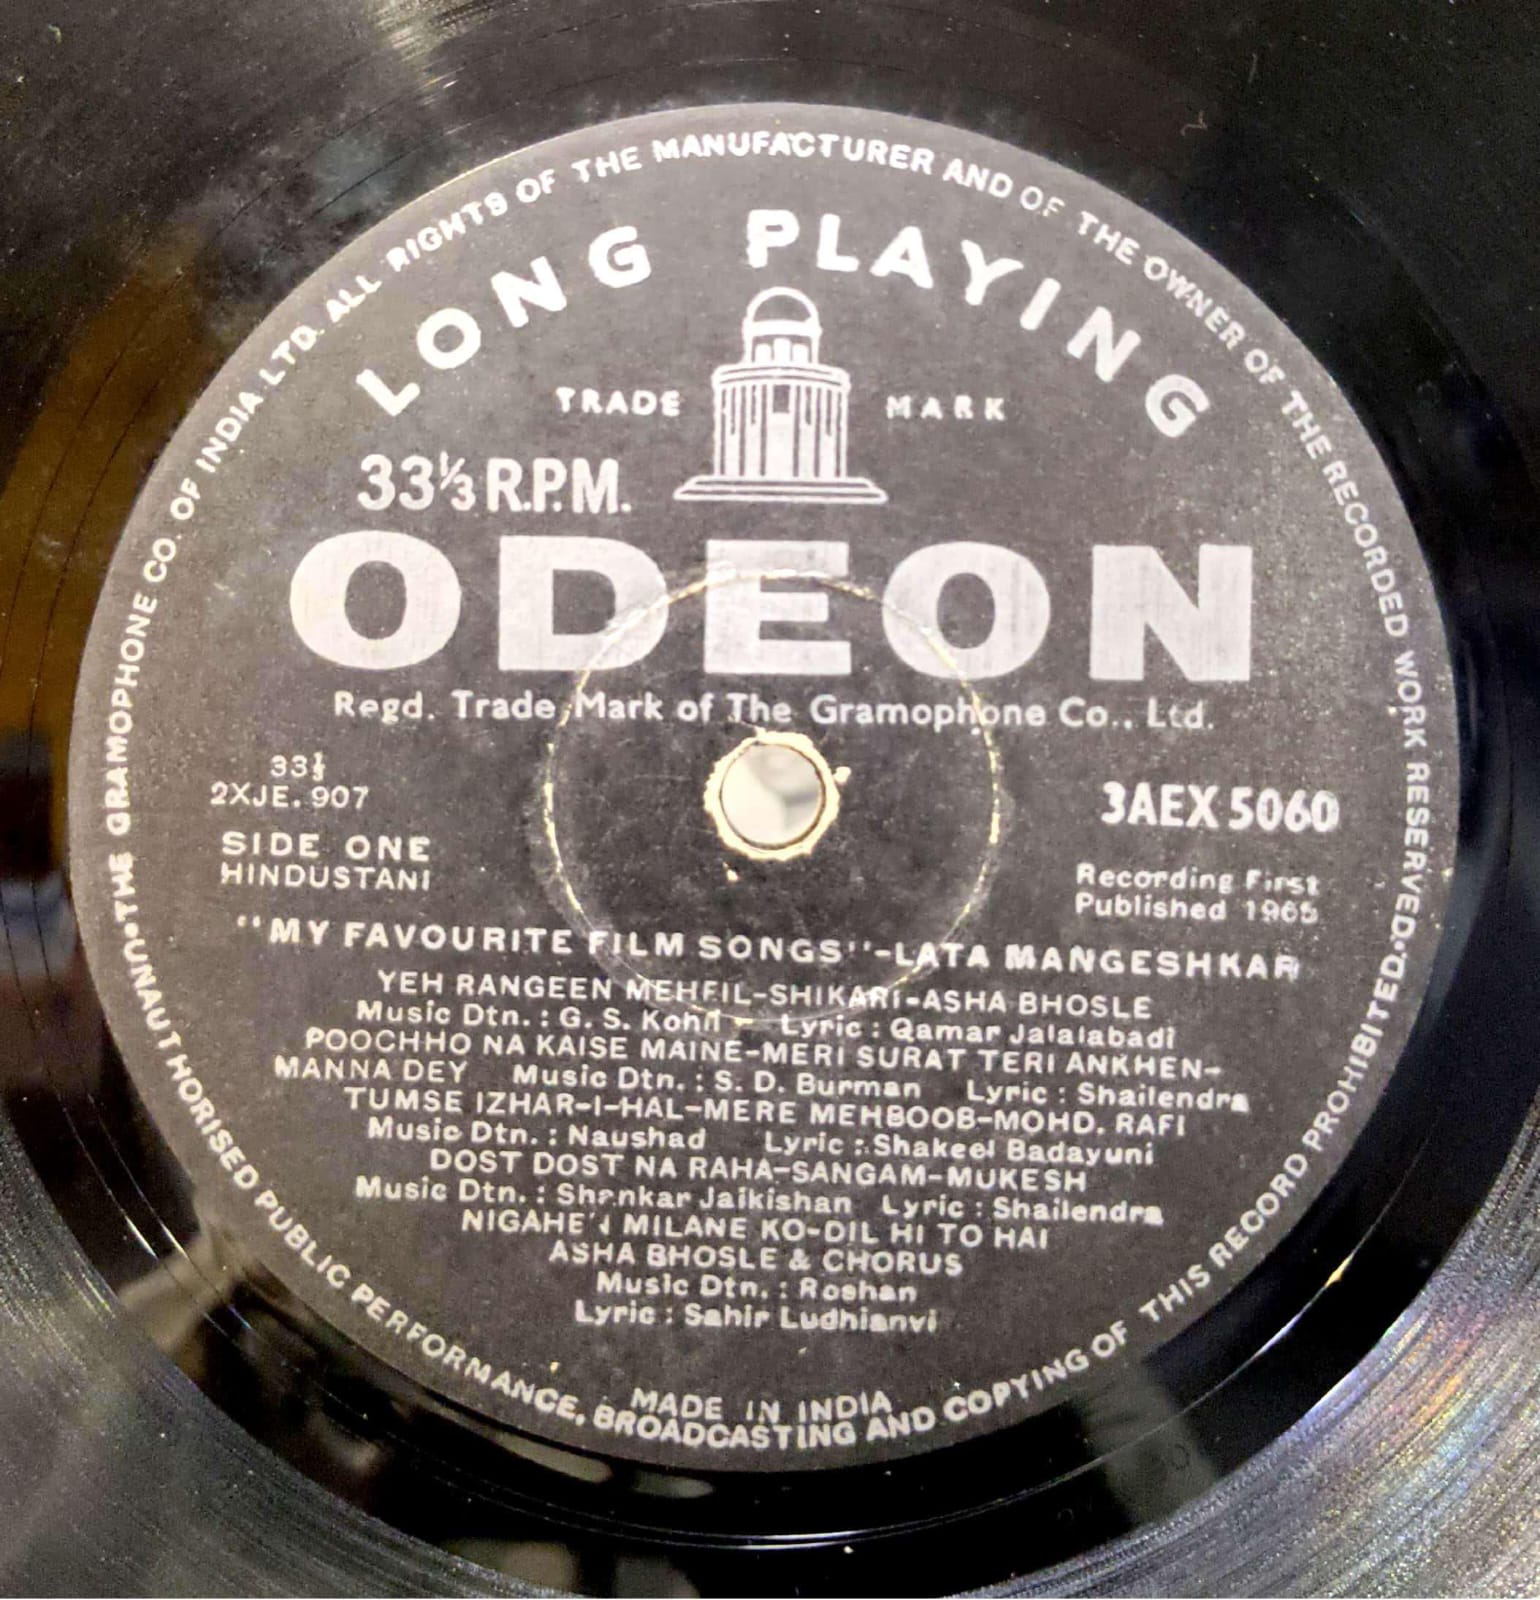 THE GRAMOPHONE CO. OF INDIA. LTD. ALL RIGHTS OF THE MANUFACTURER AND OF THE OWNER OF THE RECORDED WORK RESERVED
UNAUTHORISED PUBLIC PERFORMANCE, BROADCASTING AND COPYING OF THIS RECORD PROHIBITED
LONG PLAYING
TRADE MARK
33⅓ R.P.M.
ODEON
Regd. Trade Mark of The Gramophone Co., Ltd.
33⅓
2XJE. 907
3AEX 5060
SIDE ONE
HINDUSTANI
Recording First
Published 1965
"MY FAVOURITE FILM SONGS"-LATA MANGESHKAR
YEH RANGEEN MEHFIL-SHIKARI-ASHA BHOSLE
Music Dtn. : G. S. Kohli Lyric : Qamar Jalalabadi
POOCHHO NA KAISE MAINE-MERI SURAT TERI ANKHEN-
MANNA DEY Music Dtn. : S. D. Burman Lyric : Shailendra
TUMSE IZHAR-I-HAL-MERE MEHBOOB-MOHD. RAFI
Music Dtn. : Naushad Lyric : Shakeel Badayuni
DOST DOST NA RAHA-SANGAM-MUKESH
Music Dtn. : Shankar Jaikishan Lyric : Shailendra
NIGAHEN MILANE KO-DIL HI TO HAI
ASHA BHOSLE & CHORUS
Music Dtn. : Roshan
Lyric : Sahir Ludhianvi
MADE IN INDIA